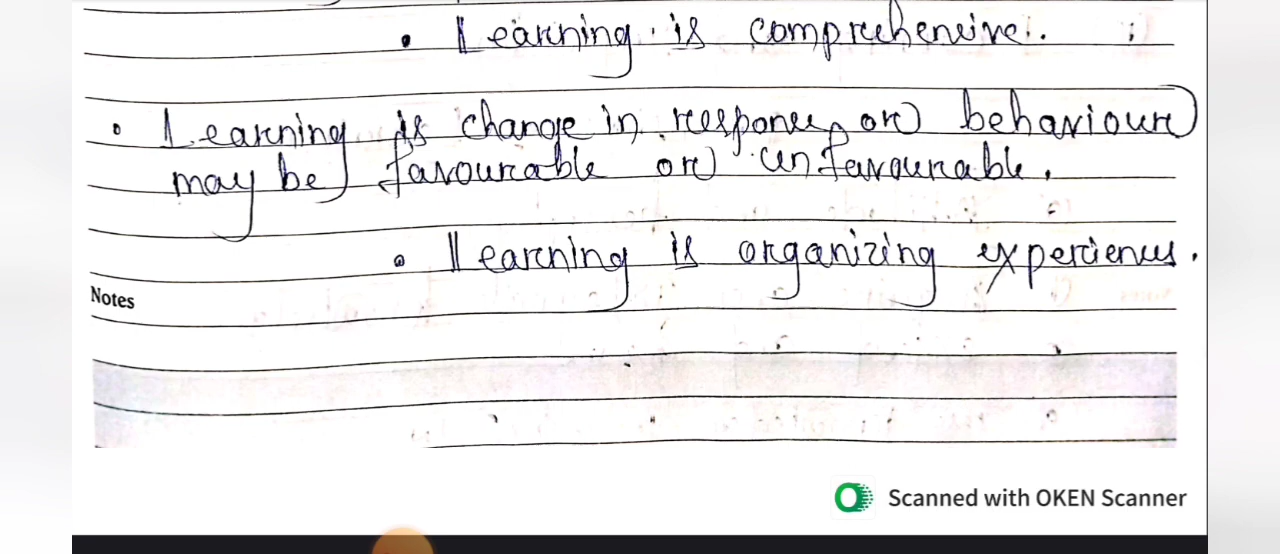 • Learning is comprehensive.
• Learning is change in response or behaviour
may be favourable or unfavourable.
• Learning is organizing experiences.
Notes
Scanned with OKEN Scanner